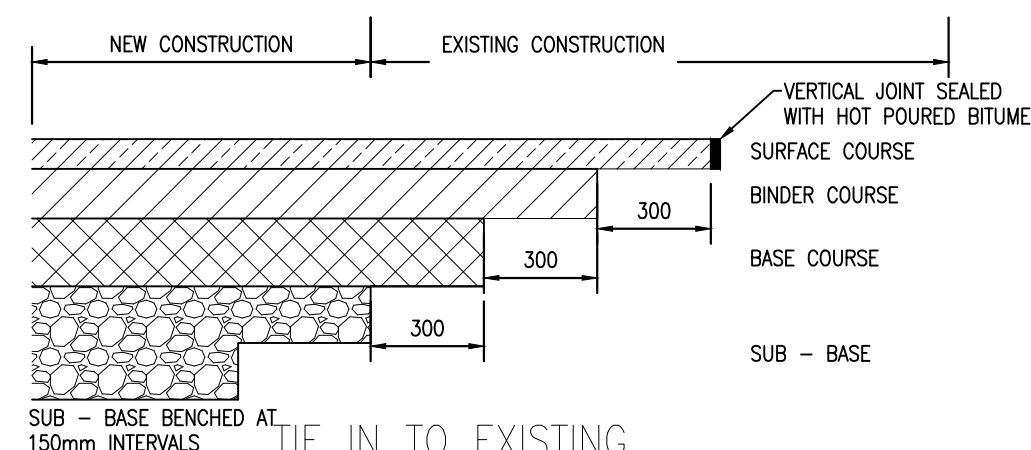 NEW CONSTRUCTION
EXISTING CONSTRUCTION
VERTICAL JOINT SEALED
WITH HOT POURED BITUME
SURFACE COURSE
BINDER COURSE
300
BASE COURSE
300
300
SUB – BASE
SUB – BASE BENCHED AT
150mm INTERVALS
TIE IN TO EXISTING